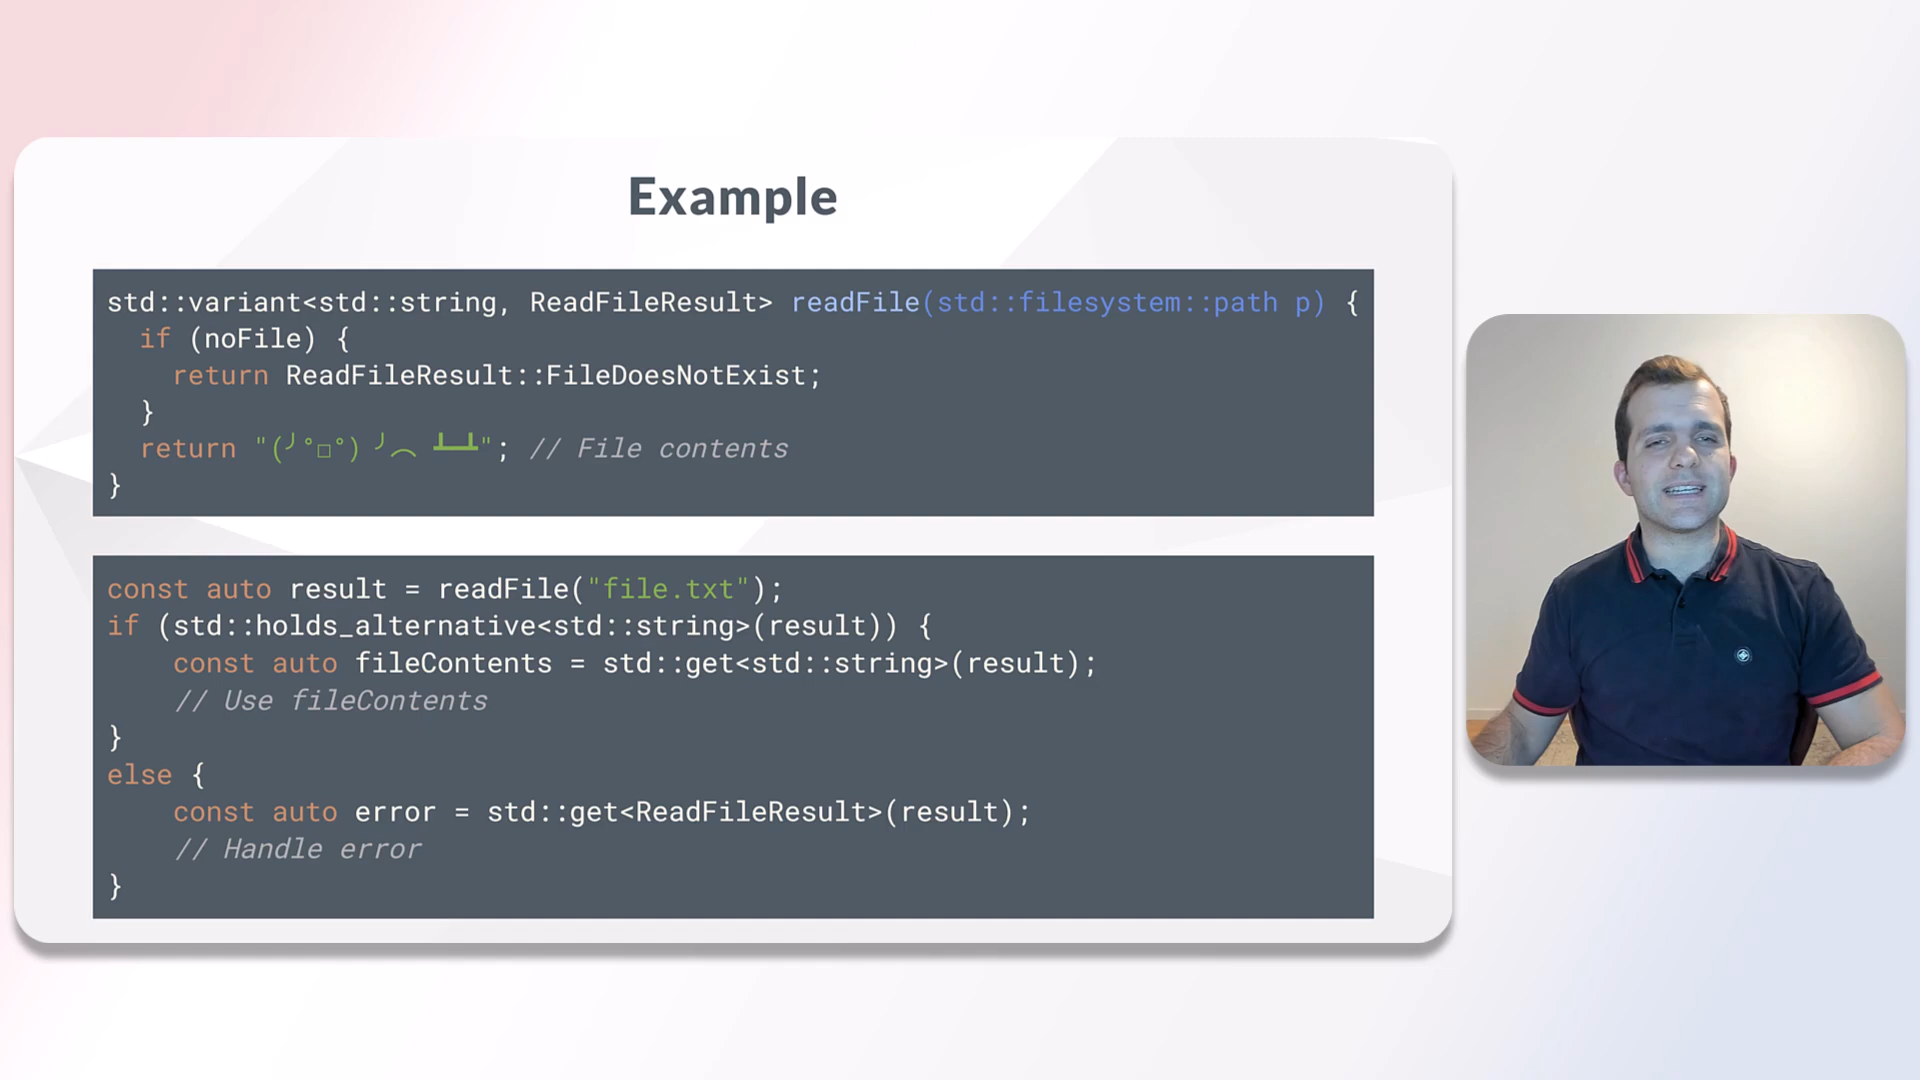 Example
std::variant<std::string, ReadFileResult> readFile(std::filesystem::path p) {
if (noFile) {
return ReadFileResult::FileDoesNotExist;
}
return "(╯°□°)╯︵ ┻━┻"; // File contents
}
const auto result = readFile("file.txt");
if (std::holds_alternative<std::string>(result)) {
const auto fileContents = std::get<std::string>(result);
// Use fileContents
}
else {
const auto error = std::get<ReadFileResult>(result);
// Handle error
}